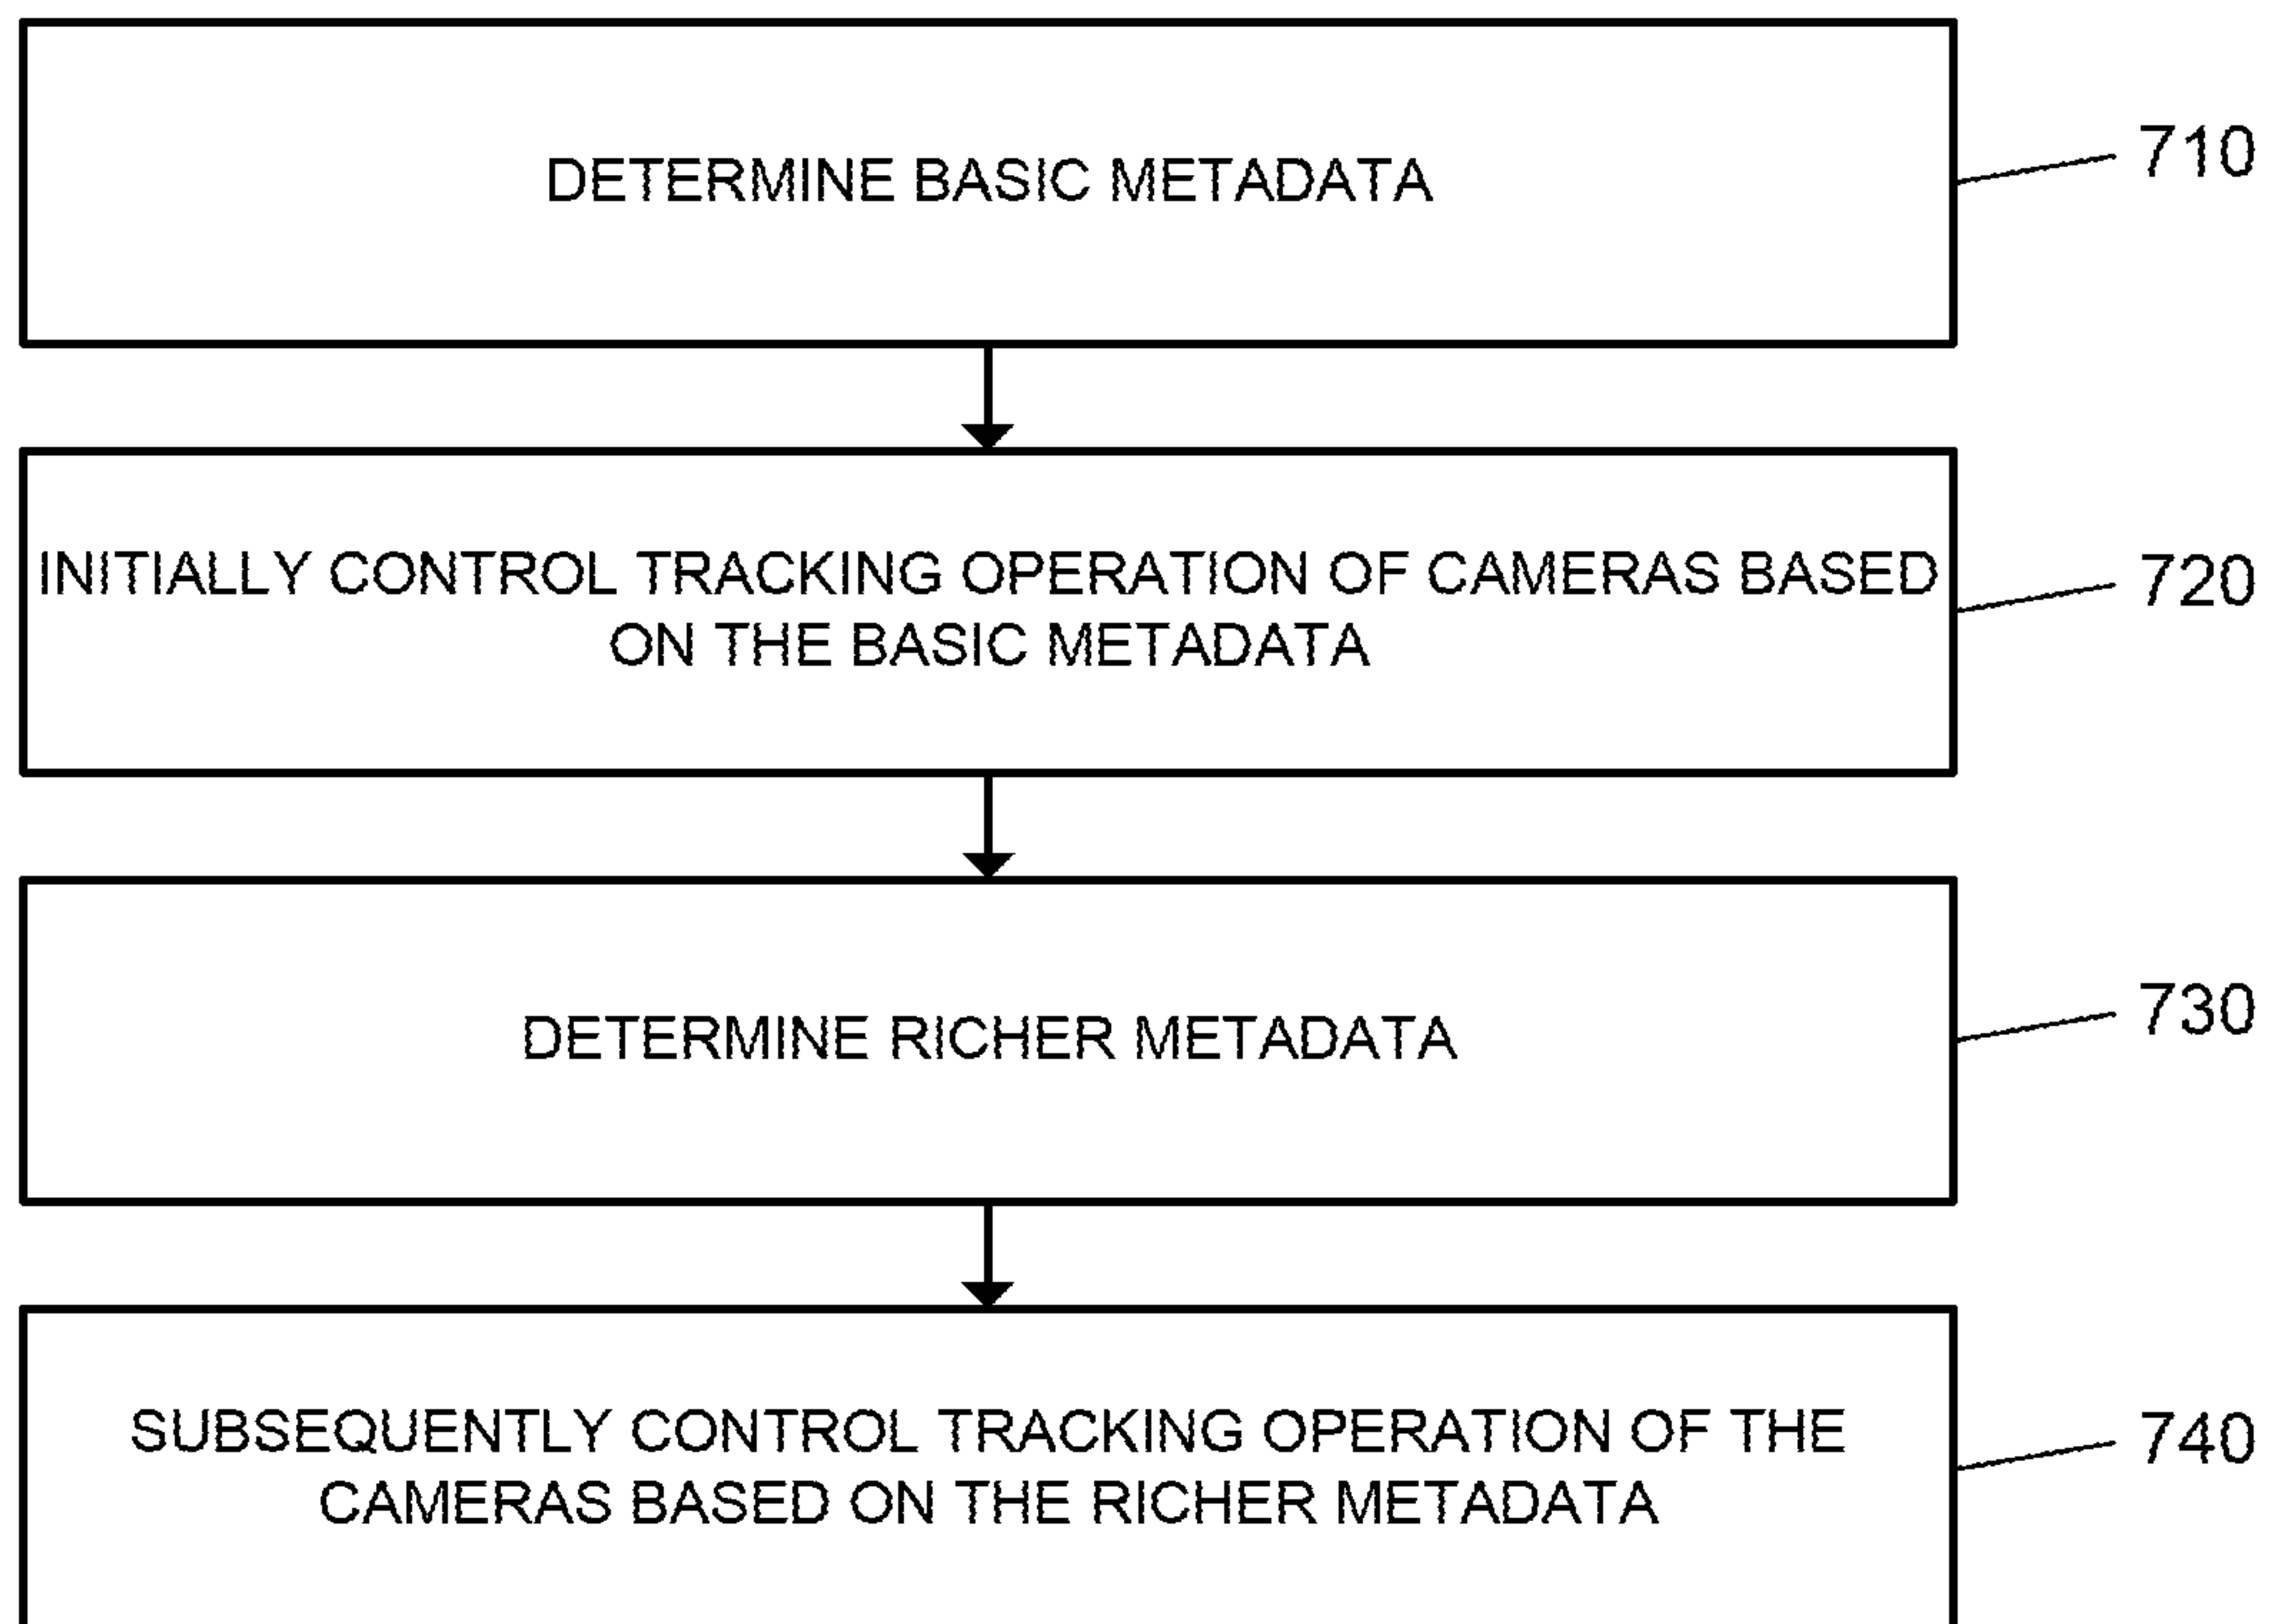 DETERMINE BASIC METADATA
710
INITIALLY CONTROL TRACKING OPERATION OF CAMERAS BASED
ON THE BASIC METADATA
720
DETERMINE RICHER METADATA
730
SUBSEQUENTLY CONTROL TRACKING OPERATION OF THE
CAMERAS BASED ON THE RICHER METADATA
740